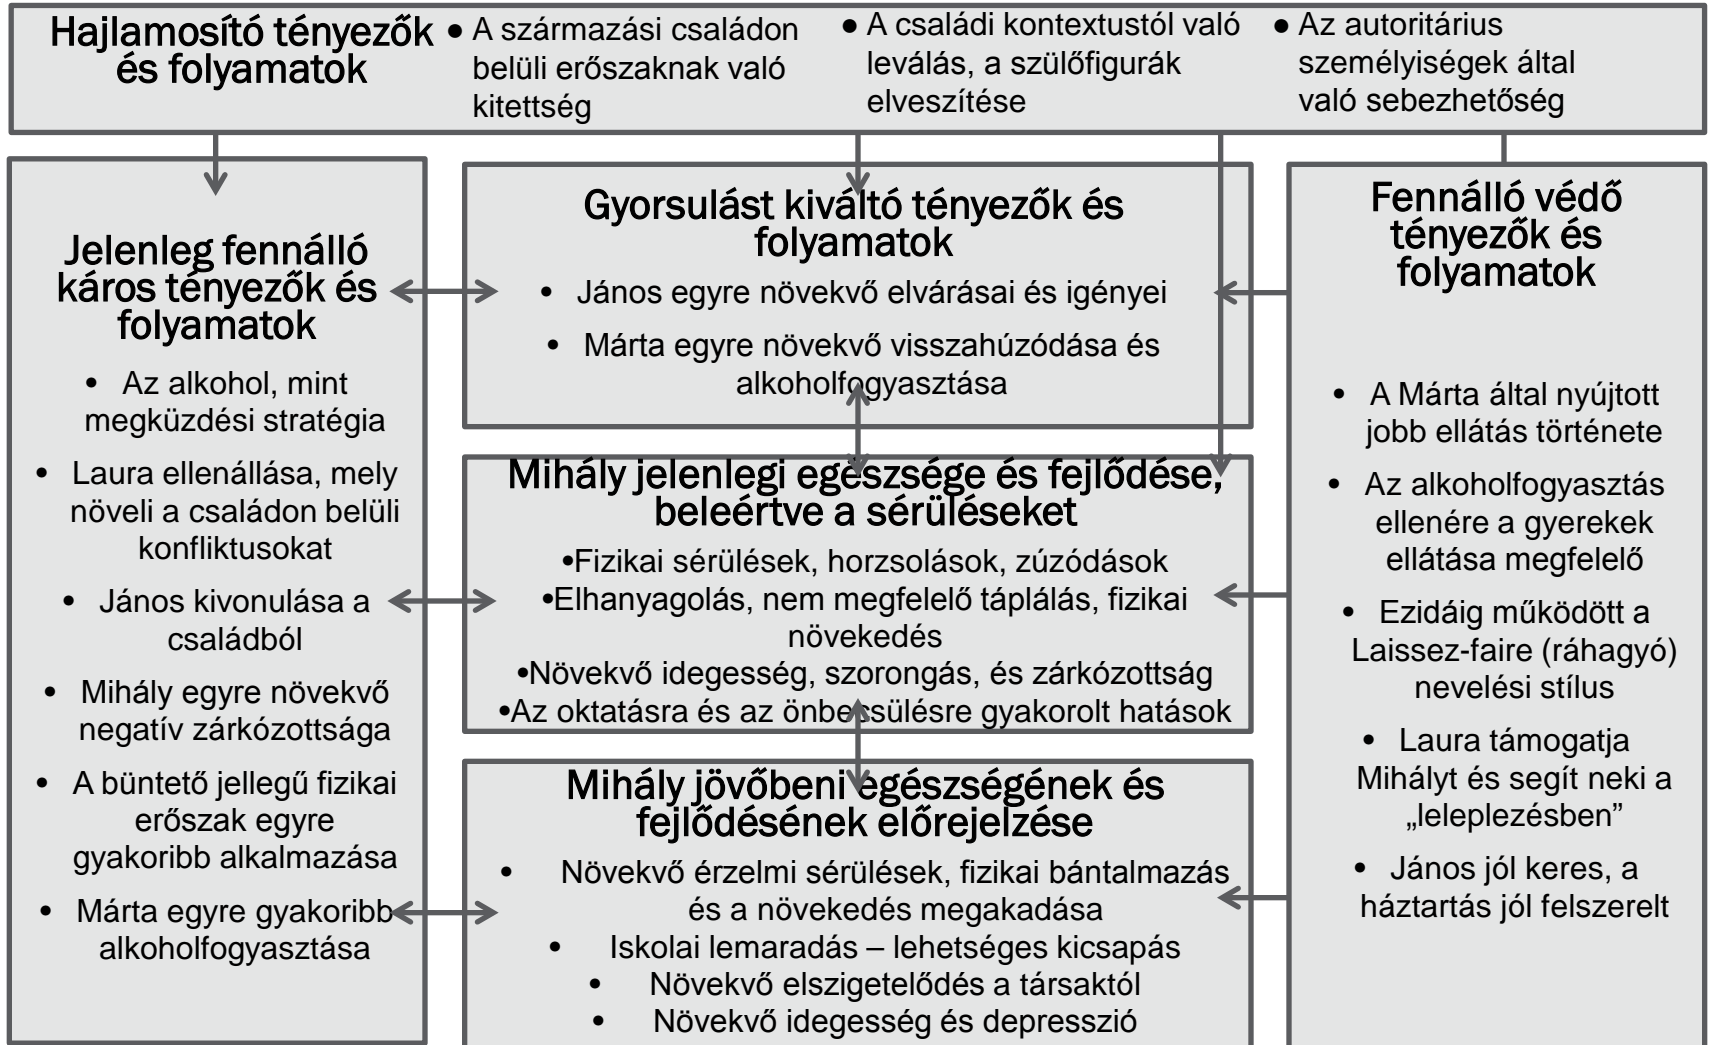 Hajlamosító tényezők
és folyamatok
● A származási családon
belüli erőszaknak való
kitettség
● A családi kontextustól való
leválás, a szülőfigurák
elveszítése
● Az autoritárius
személyiségek által
való sebezhetőség
Jelenleg fennálló
káros tényezők és
folyamatok
• Az alkohol, mint
megküzdési stratégia
• Laura ellenállása, mely
növeli a családon belüli
konfliktusokat
• János kivonulása a
családból
• Mihály egyre növekvő
negatív zárkózottsága
• A büntető jellegű fizikai
erőszak egyre
gyakoribb alkalmazása
• Márta egyre gyakoribb
alkoholfogyasztása
Gyorsulást kiváltó tényezők és
folyamatok
• János egyre növekvő elvárásai és igényei
• Márta egyre növekvő visszahúzódása és
alkoholfogyasztása
Mihály jelenlegi egészsége és fejlődése,
beleértve a sérüléseket
•Fizikai sérülések, horzsolások, zúzódások
•Elhanyagolás, nem megfelelő táplálás, fizikai
növekedés
•Növekvő idegesség, szorongás, és zárkózottság
•Az oktatásra és az önbecsülésre gyakorolt hatások
Mihály jövőbeni egészségének és
fejlődésének előrejelzése
• Növekvő érzelmi sérülések, fizikai bántalmazás
és a növekedés megakadása
• Iskolai lemaradás – lehetséges kicsapás
• Növekvő elszigetelődés a társaktól
• Növekvő idegesség és depresszió
Fennálló védő
tényezők és
folyamatok
• A Márta által nyújtott
jobb ellátás története
• Az alkoholfogyasztás
ellenére a gyerekek
ellátása megfelelő
• Ezidáig működött a
Laissez-faire (ráhagyó)
nevelési stílus
• Laura támogatja
Mihályt és segít neki a
„leleplezésben”
• János jól keres, a
háztartás jól felszerelt